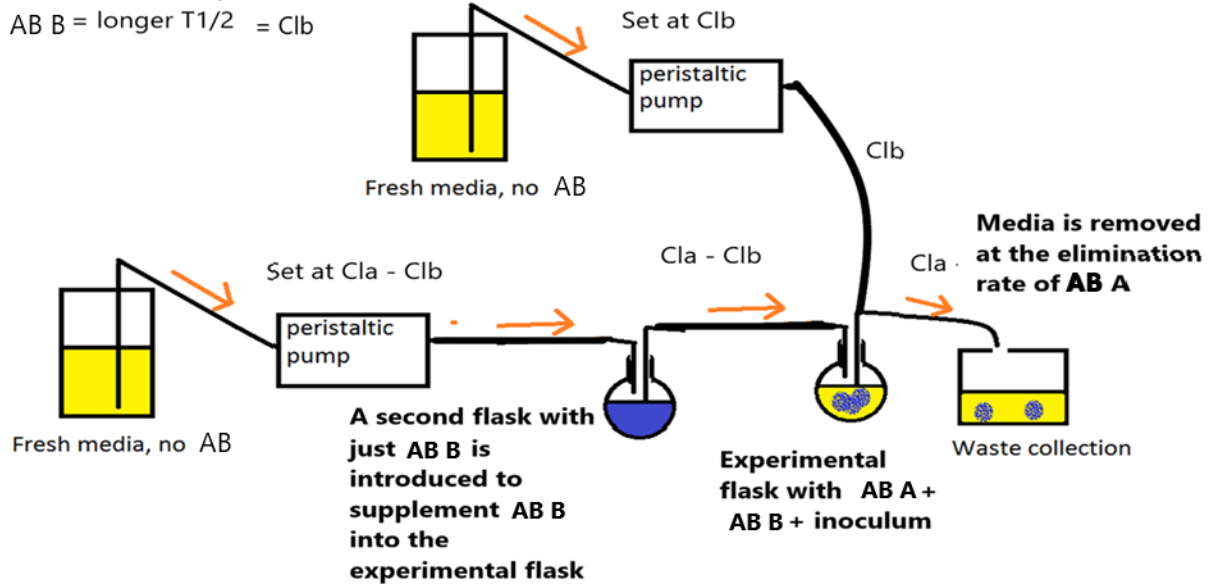 AB B = longer T1/2 = Clb
Set at Clb
peristaltic
pump
Clb
Fresh media, no AB
Media is removed
at the elimination
rate of AB A
Cla - Clb
Cla
Set at Cla - Clb
peristaltic
pump
A second flask with
just AB B is
introduced to
supplement AB B
into the
experimental flask
Fresh media, no AB
Experimental
flask with AB A +
AB B + inoculum
Waste collection